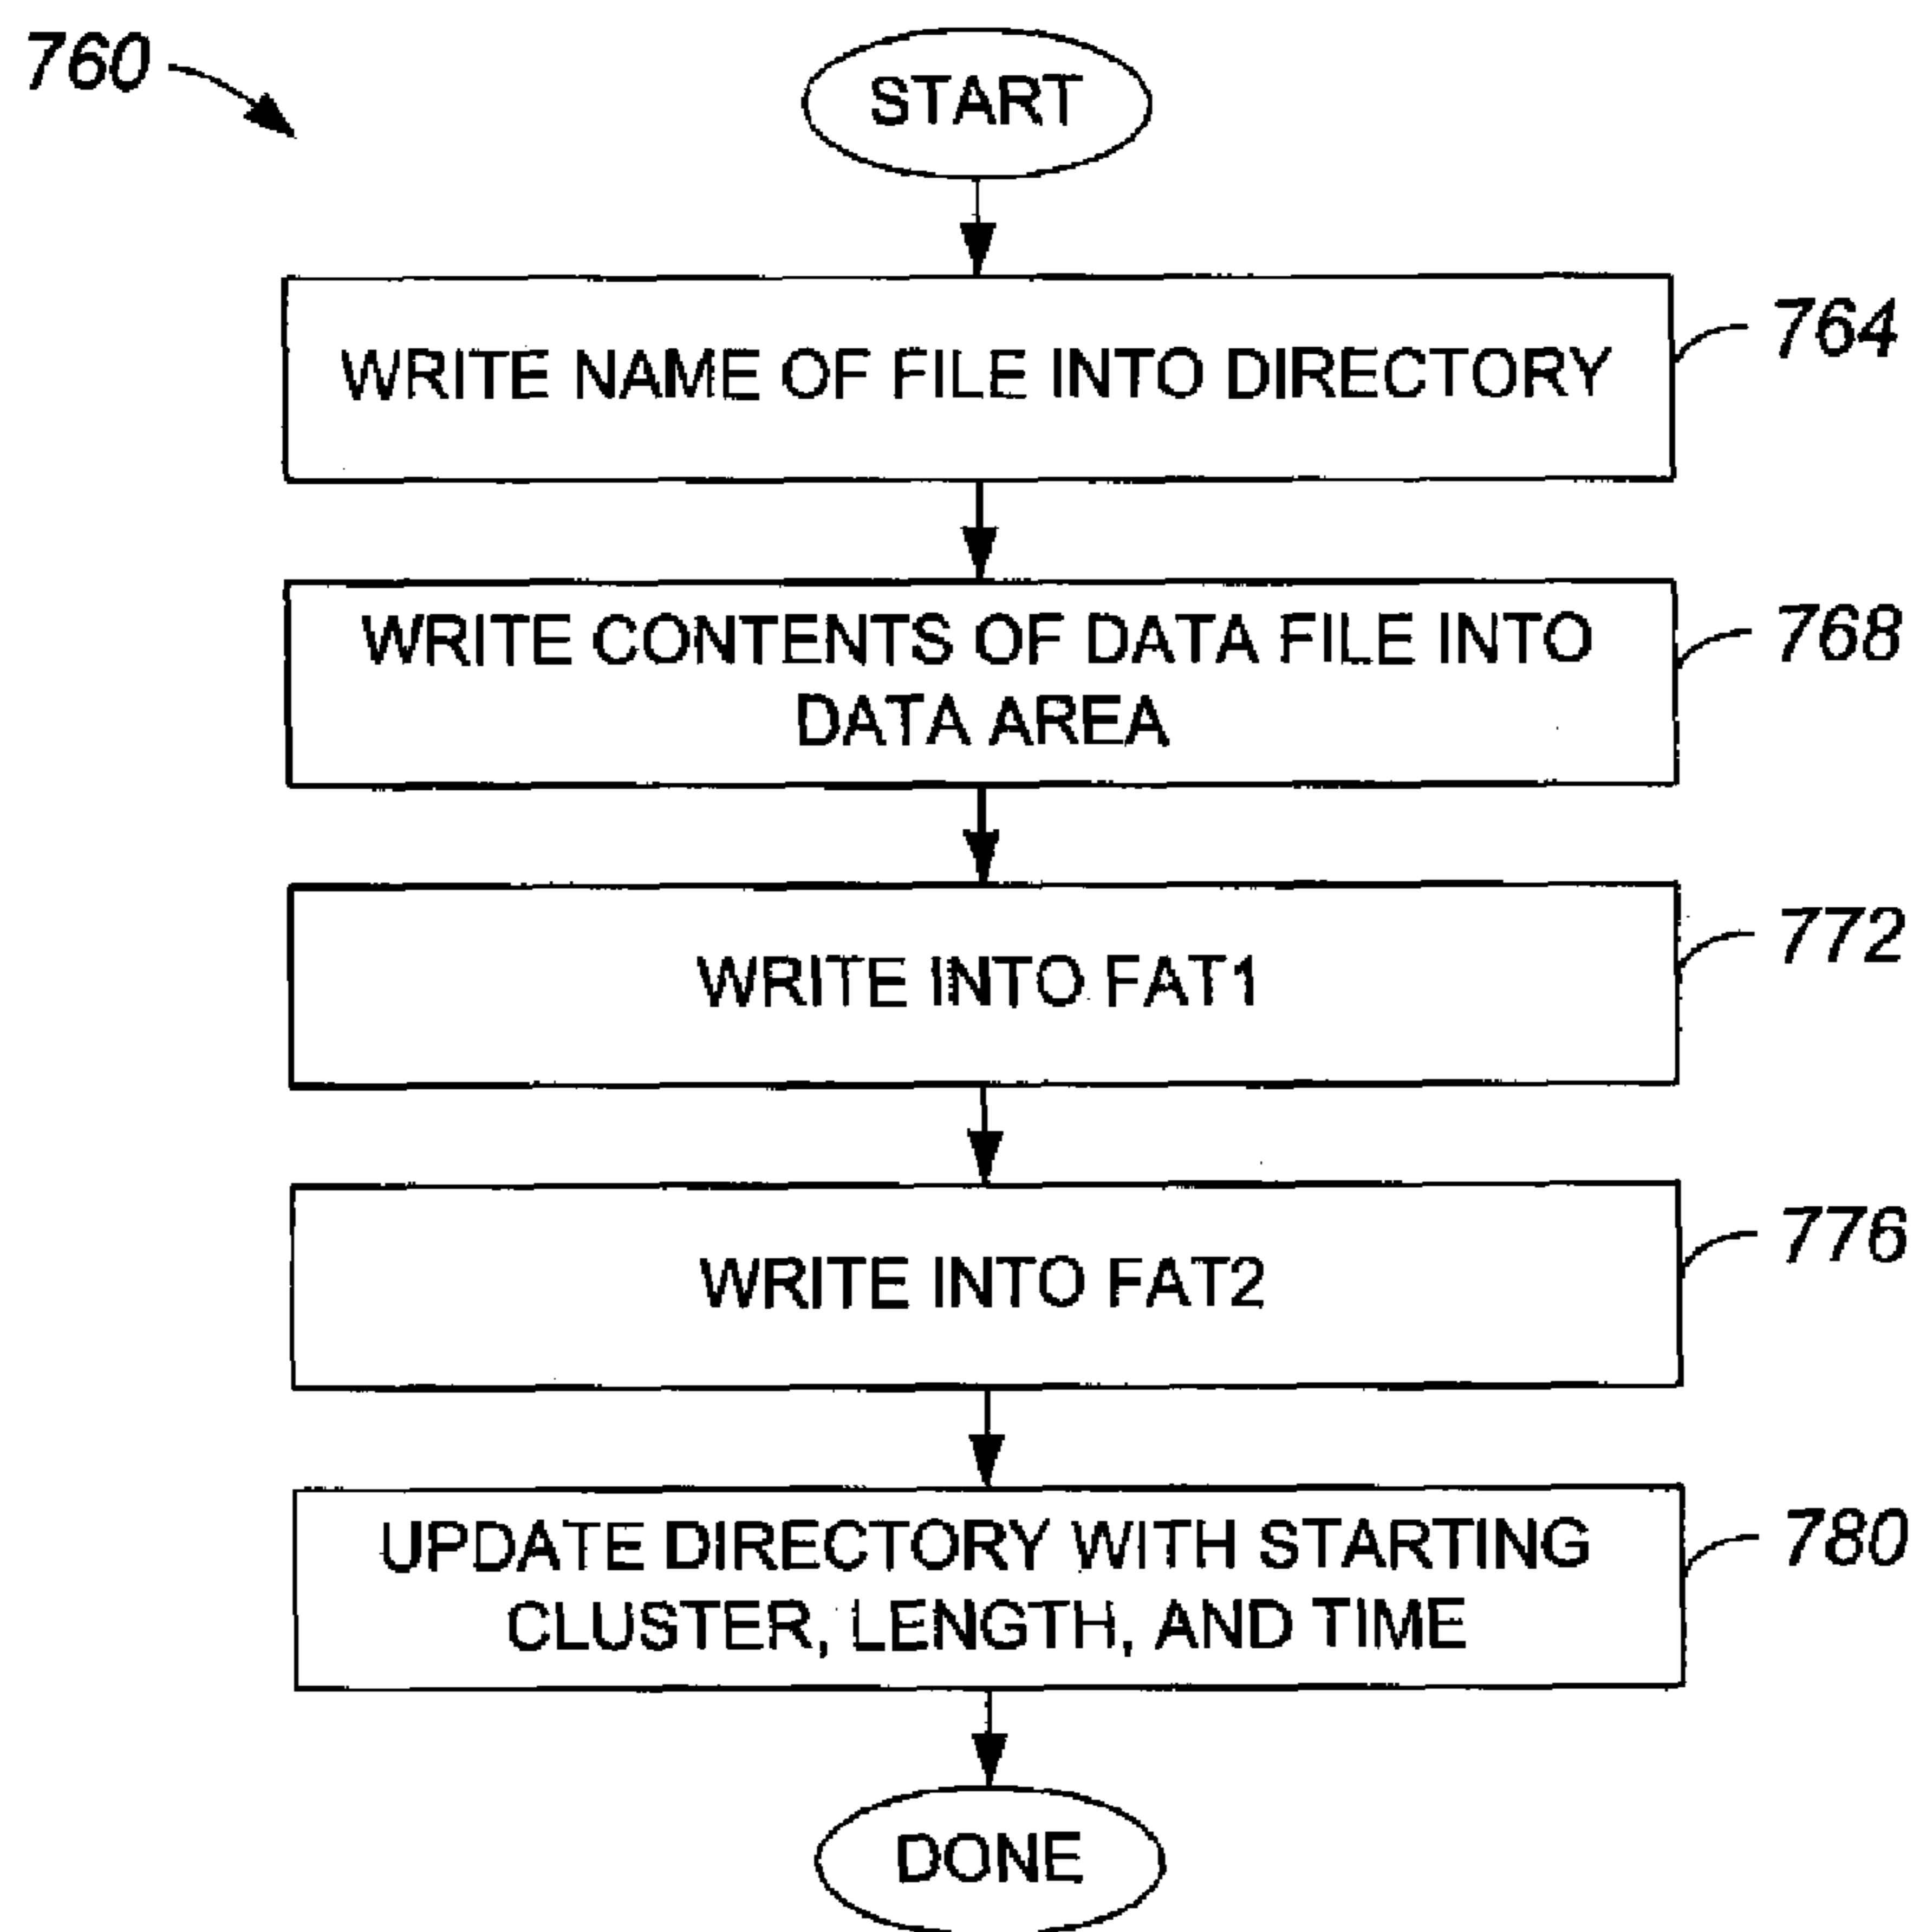 760
START
WRITE NAME OF FILE INTO DIRECTORY
764
WRITE CONTENTS OF DATA FILE INTO
DATA AREA
768
WRITE INTO FAT1
772
WRITE INTO FAT2
776
UPDATE DIRECTORY WITH STARTING
CLUSTER, LENGTH, AND TIME
780
DONE